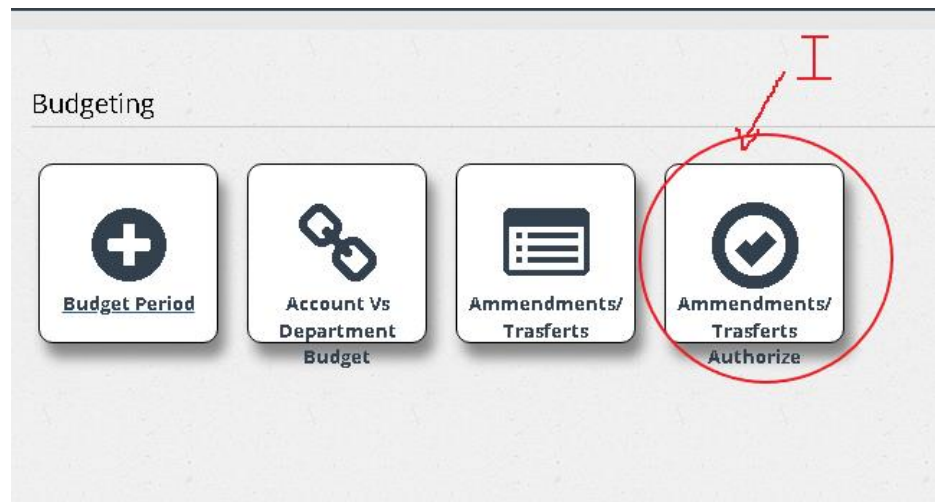 I
Budgeting
Budget Period
Account Vs
Department
Budget
Ammendments/
Trasferts
Ammendments/
Trasferts
Authorize